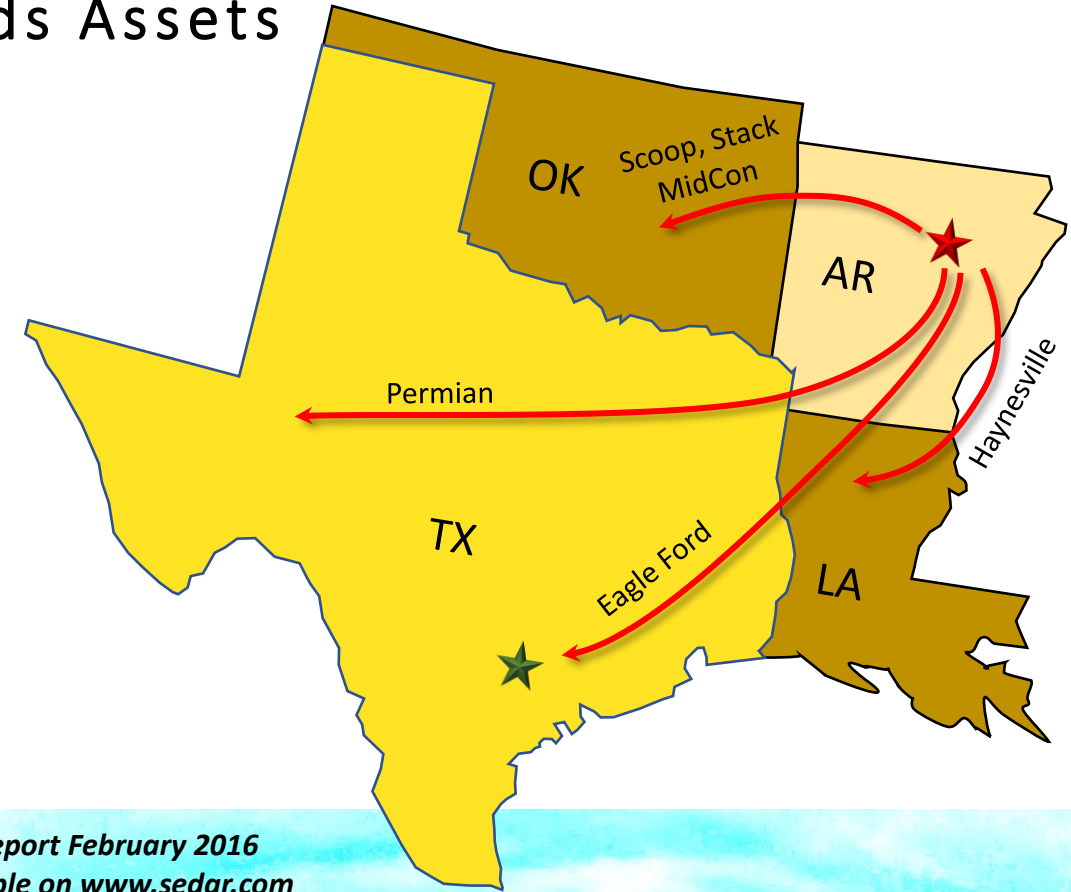 ds Assets
Scoop, Stack
MidCon
OK
AR
Permian
Haynesville
TX
Eagle Ford
LA
eport February 2016
ble on www.sedar.com